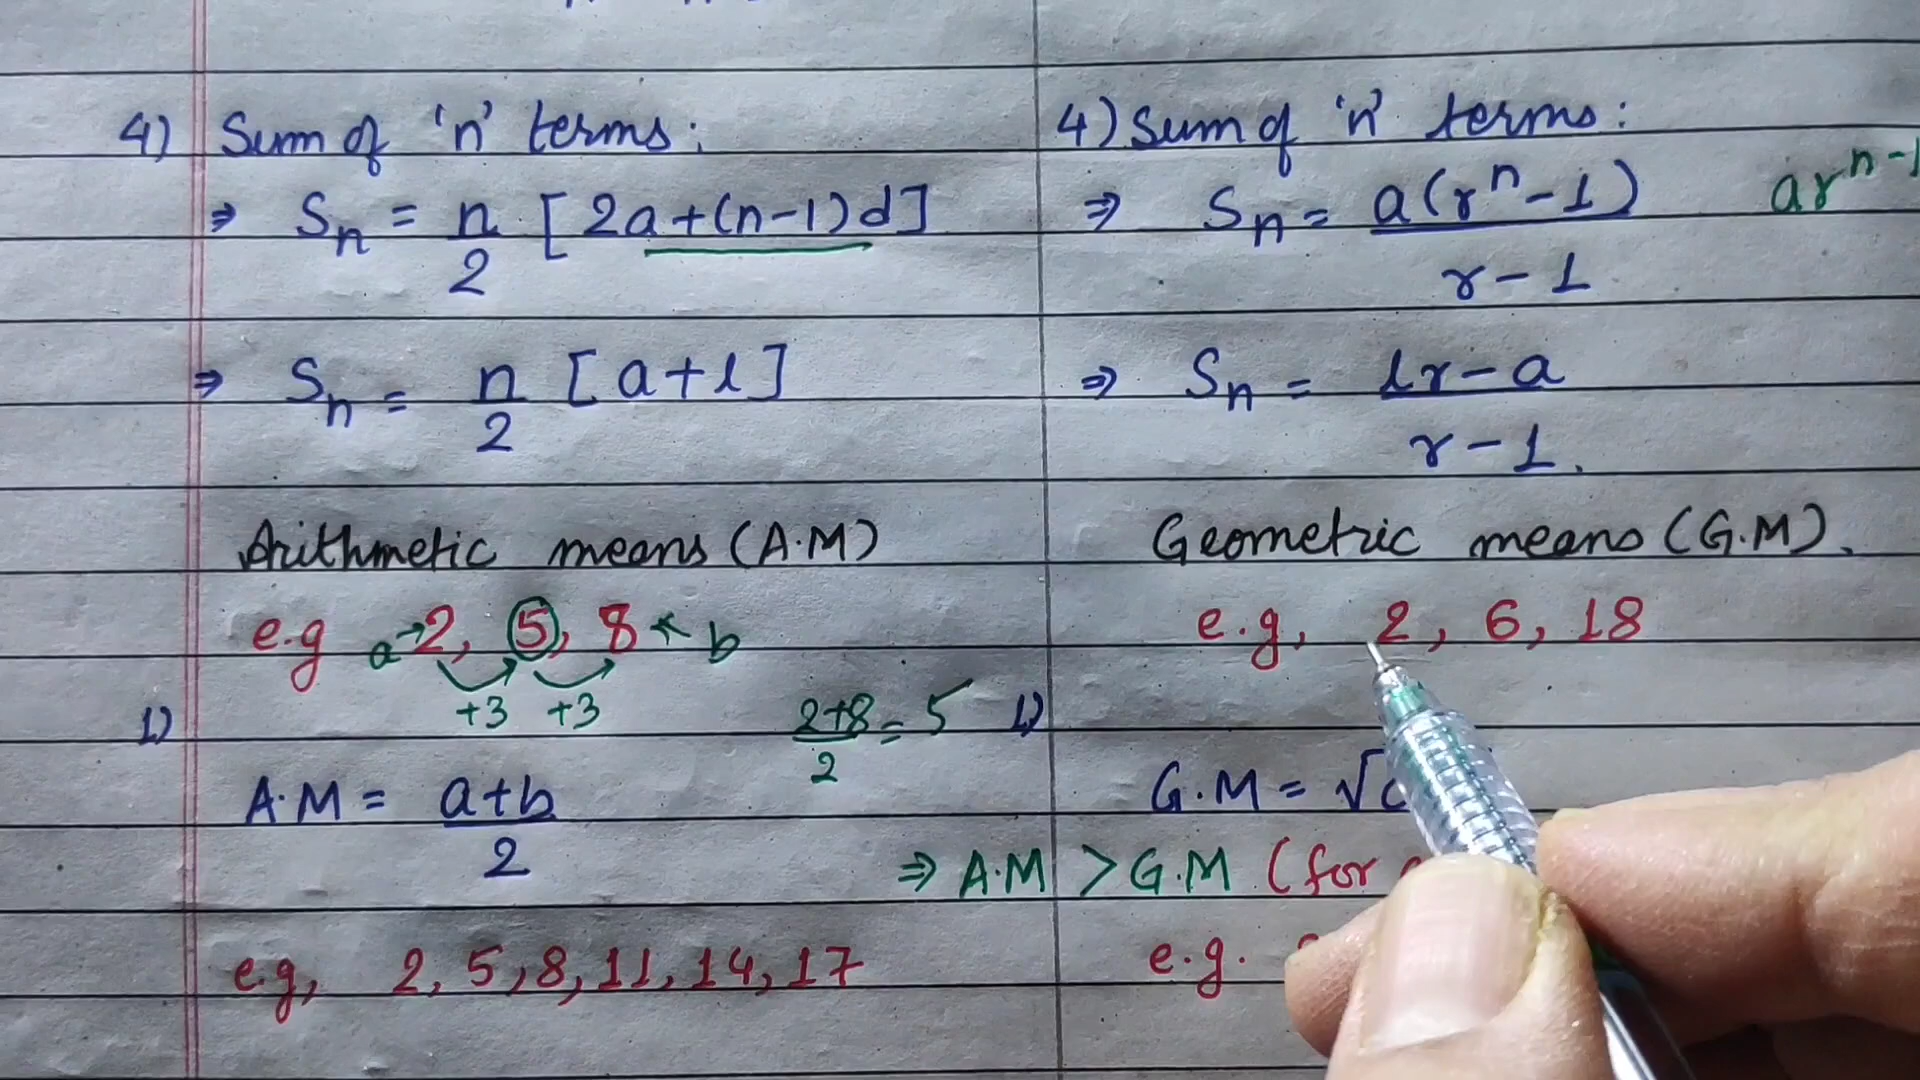 4) Sum of 'n' terms:
⇒ Sn = n/2 [2a+(n-1)d]
⇒ Sn = n/2 [a+l]
Arithmetic means (A.M)
e.g a→2, 5, 8←b
+3 +3
1)
2+8/2 = 5
A.M = a+b/2
e.g, 2, 5, 8, 11, 14, 17
4) Sum of 'n' terms:
⇒ Sn = a(r^n-1)/r-1
ar^n-1
⇒ Sn = lr-a/r-1.
Geometric means (G.M).
e.g, 2, 6, 18
1)
G.M = √
⇒ A.M > G.M (for
e.g.